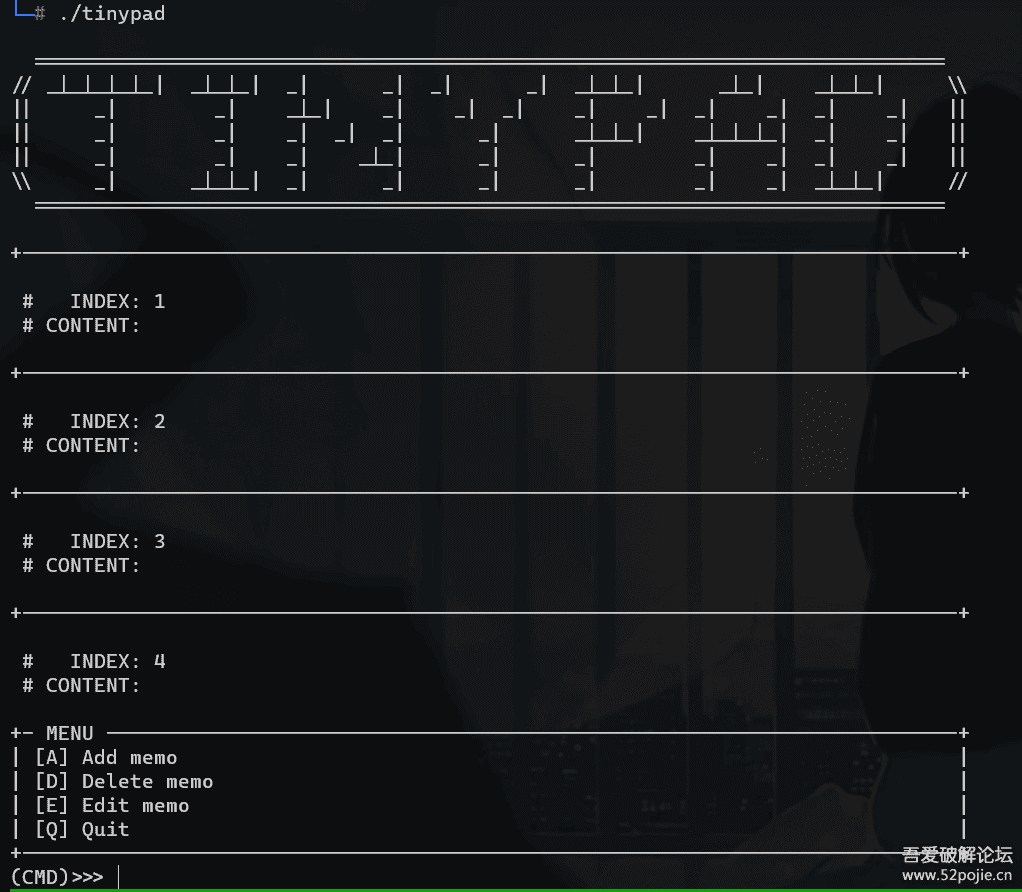 # ./tinypad
TINYPAD
# INDEX: 1
# CONTENT:
# INDEX: 2
# CONTENT:
# INDEX: 3
# CONTENT:
# INDEX: 4
# CONTENT:
+- MENU
| [A] Add memo |
| [D] Delete memo |
| [E] Edit memo |
| [Q] Quit |
(CMD)>>>
吾爱破解论坛
www.52pojie.cn